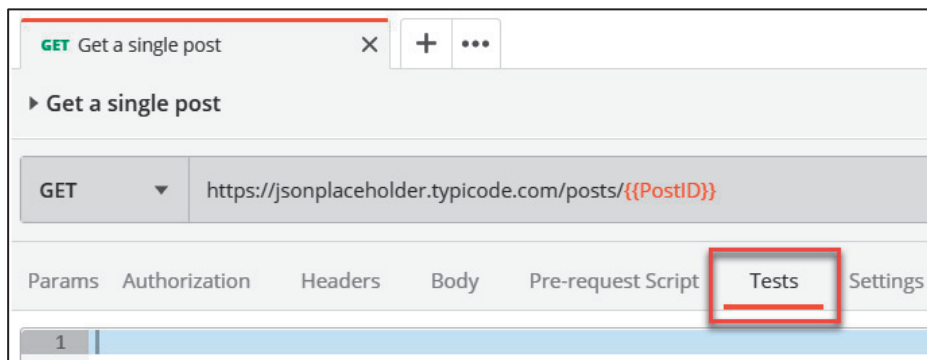 GET Get a single post
Get a single post
GET https://jsonplaceholder.typicode.com/posts/{{PostID}}
Params Authorization Headers Body Pre-request Script Tests Settings
1